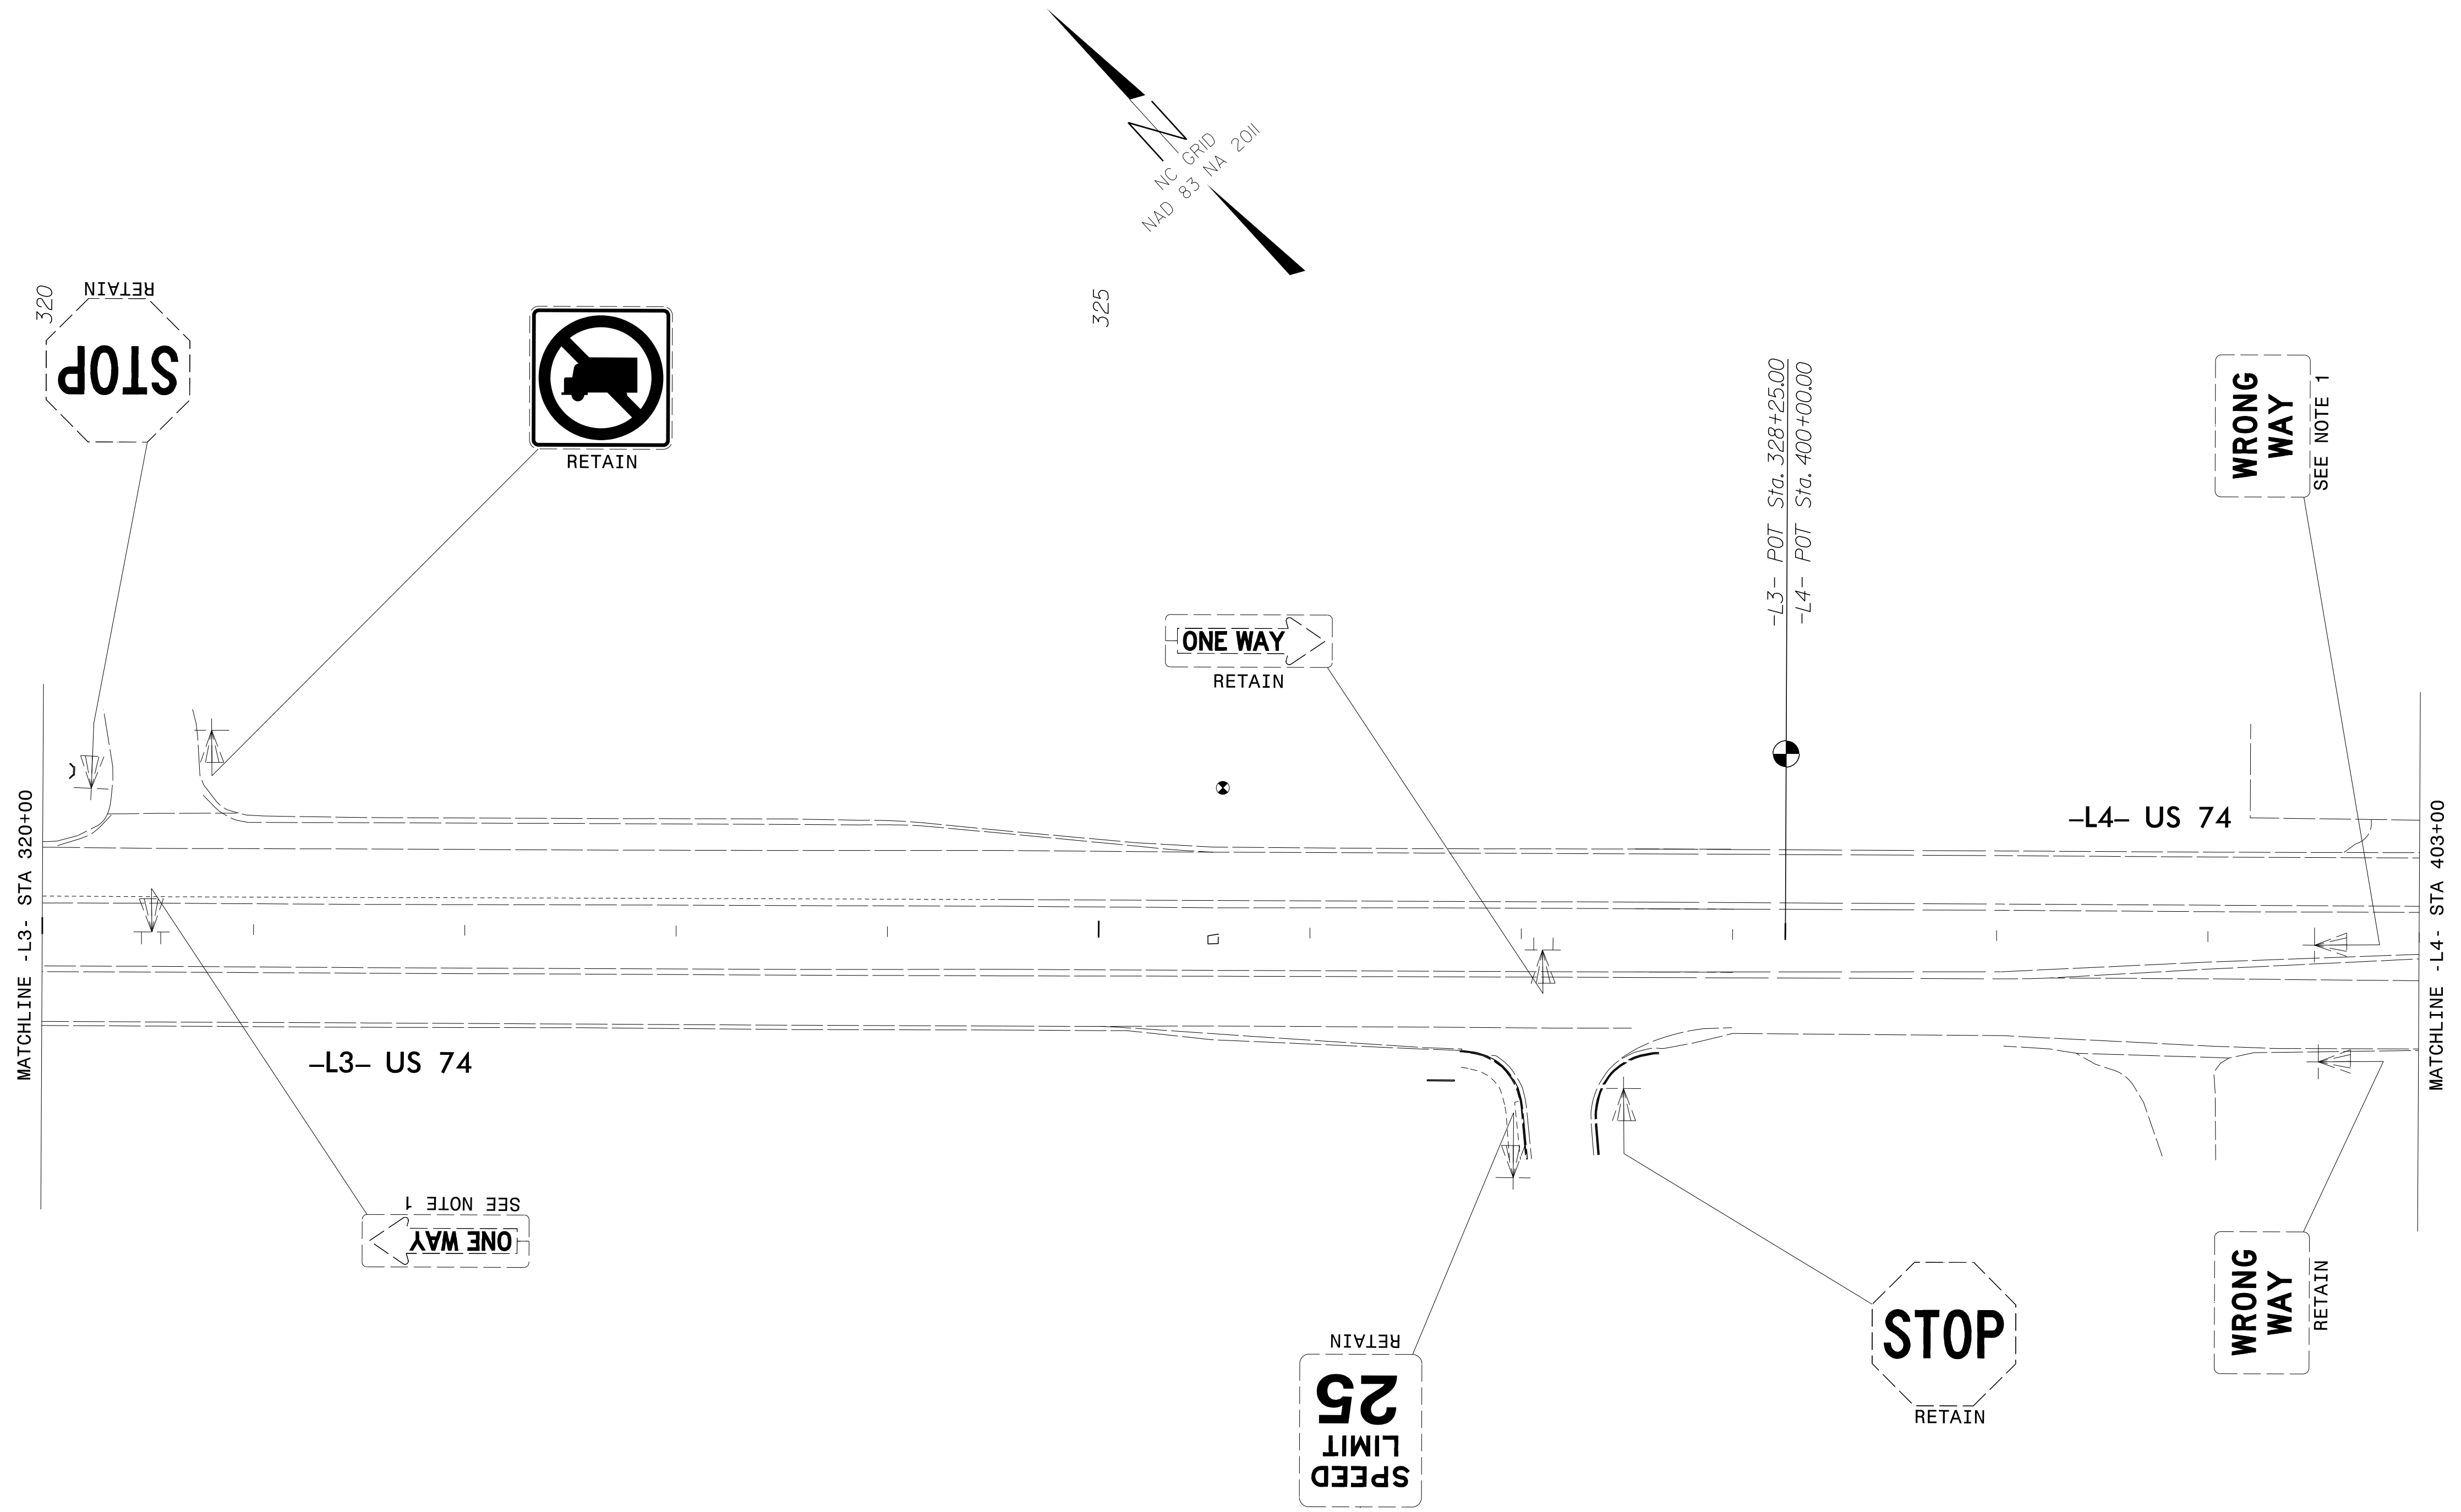 N
NC GRID
NAD 83 NA 2011
320
RETAIN
STOP
RETAIN
325
-L3- POT Sta. 328+25.00
-L4- POT Sta. 400+00.00
WRONG
WAY
SEE NOTE 1
ONE WAY
RETAIN
MATCHLINE -L3- STA 320+00
-L4- US 74
MATCHLINE -L4- STA 403+00
-L3- US 74
SEE NOTE 1
ONE WAY
SPEED
LIMIT
25
RETAIN
STOP
RETAIN
WRONG
WAY
RETAIN